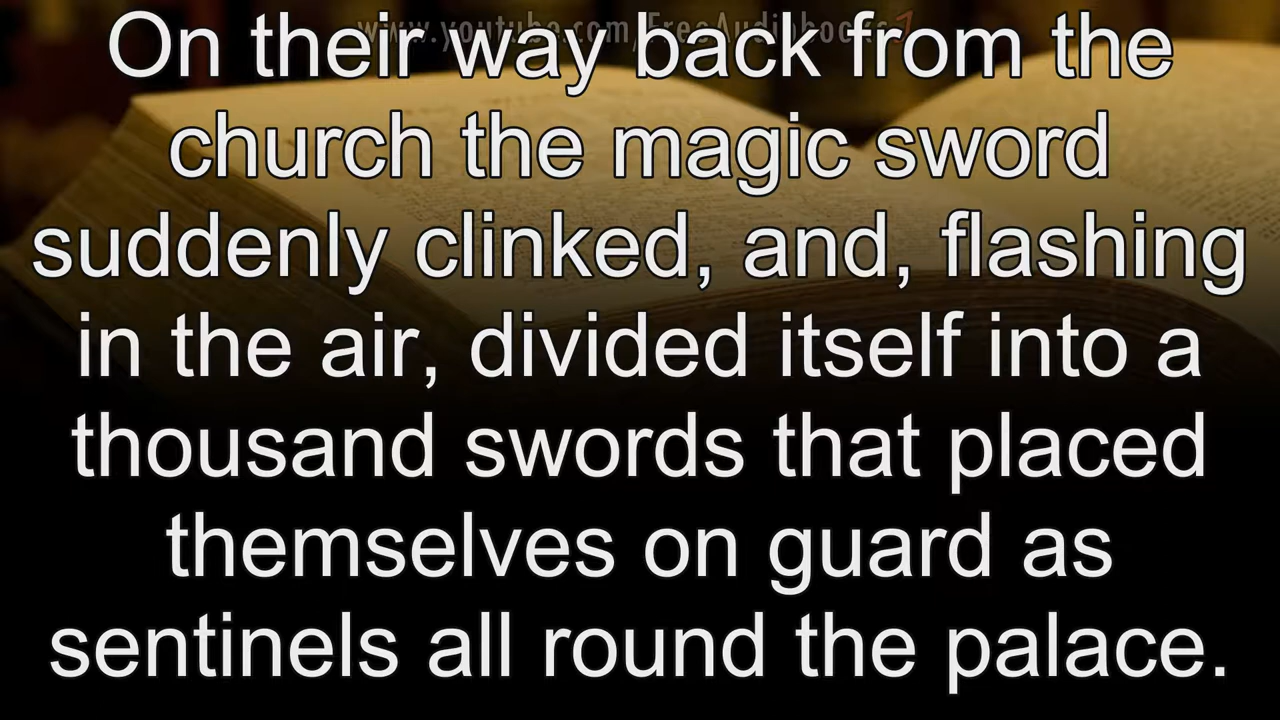 www.youtube.com/FreeAudiobooks
On their way back from the
church the magic sword
suddenly clinked, and, flashing
in the air, divided itself into a
thousand swords that placed
themselves on guard as
sentinels all round the palace.